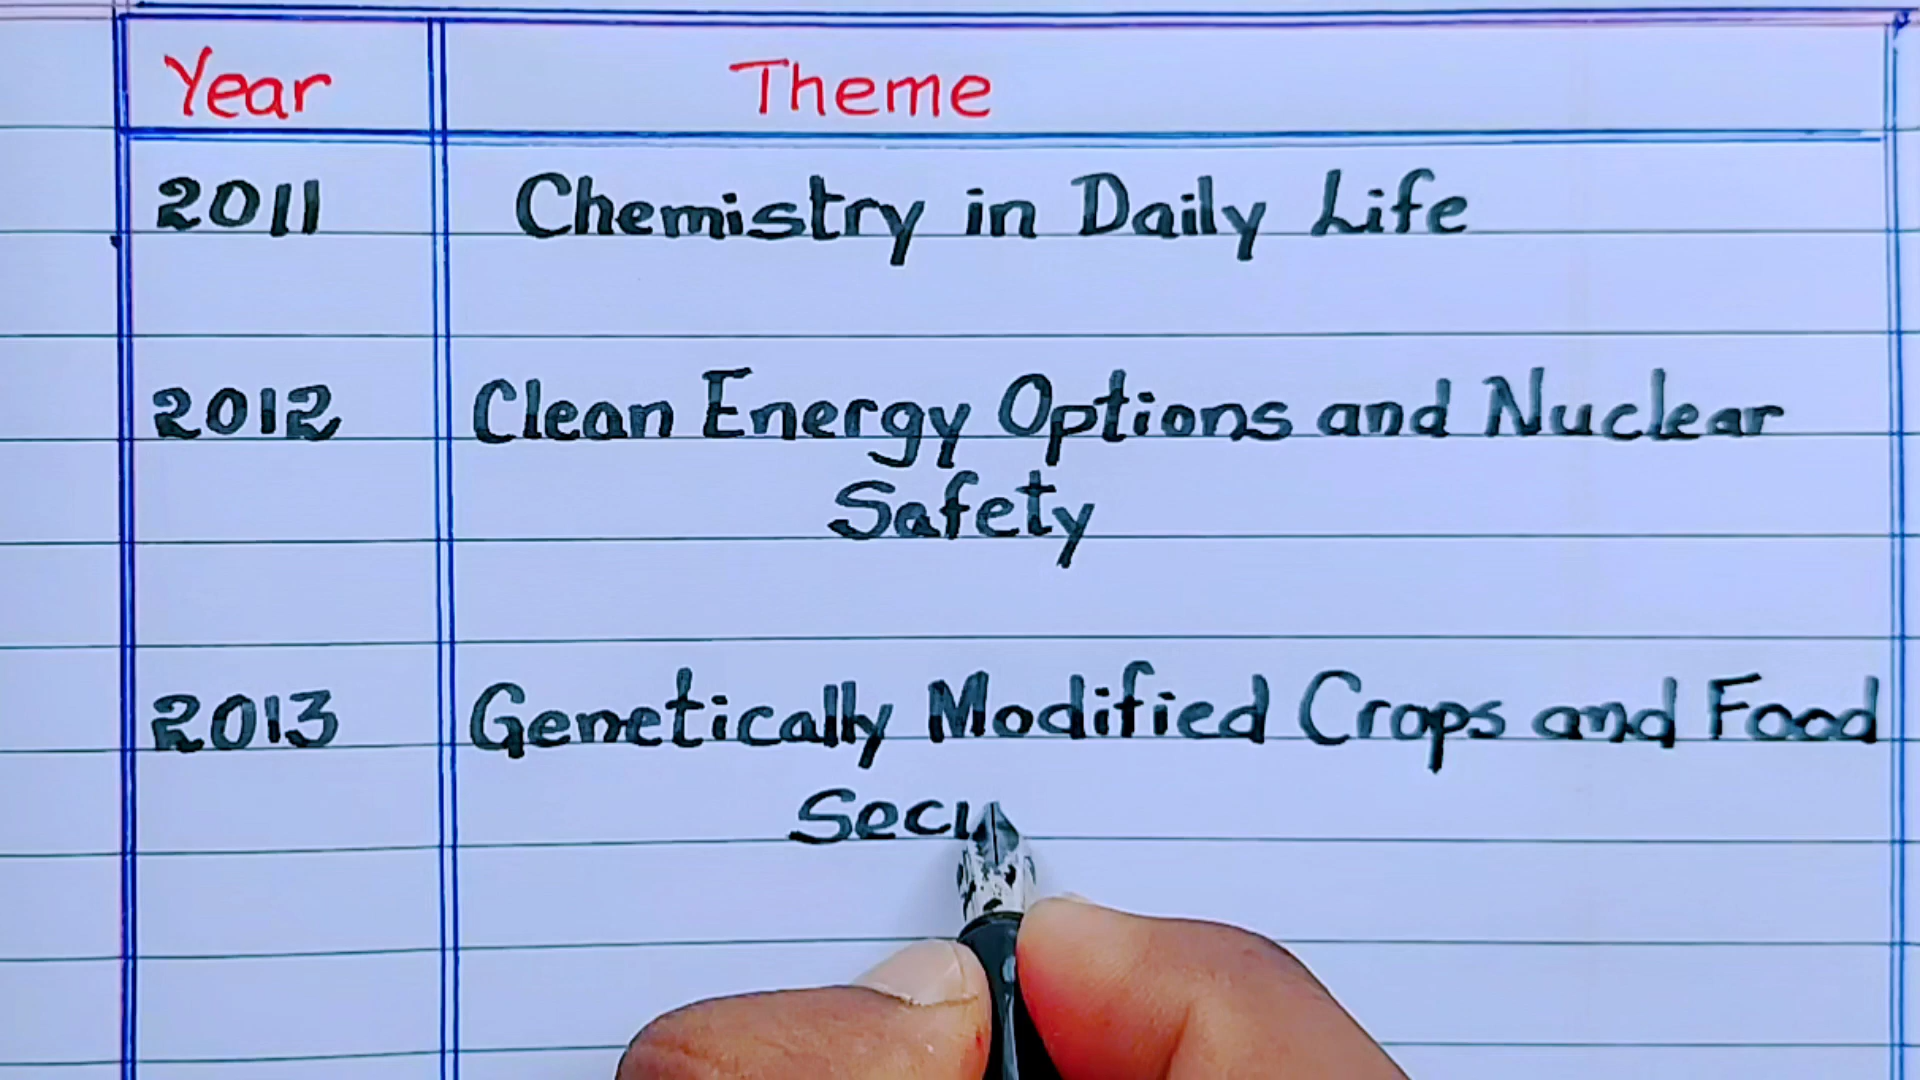 Year Theme
2011 Chemistry in Daily Life
2012 Clean Energy Options and Nuclear
Safety
2013 Genetically Modified Crops and Food
Secu